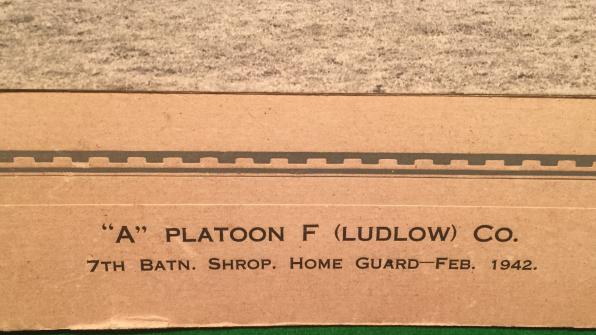 “A” PLATOON F (LUDLOW) CO.
7TH BATN. SHROP. HOME GUARD—FEB. 1942.